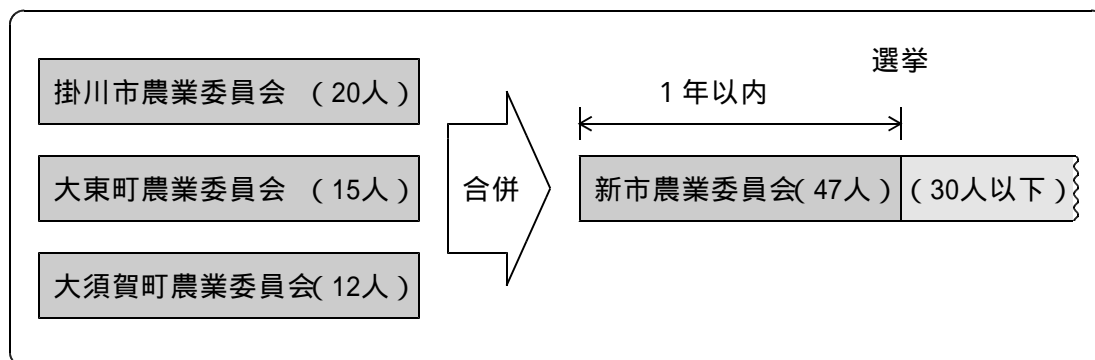 掛川市農業委員会 （20人）
大東町農業委員会 （15人）
大須賀町農業委員会（12人）
合併
選挙
1年以内
新市農業委員会（47人）
（30人以下）